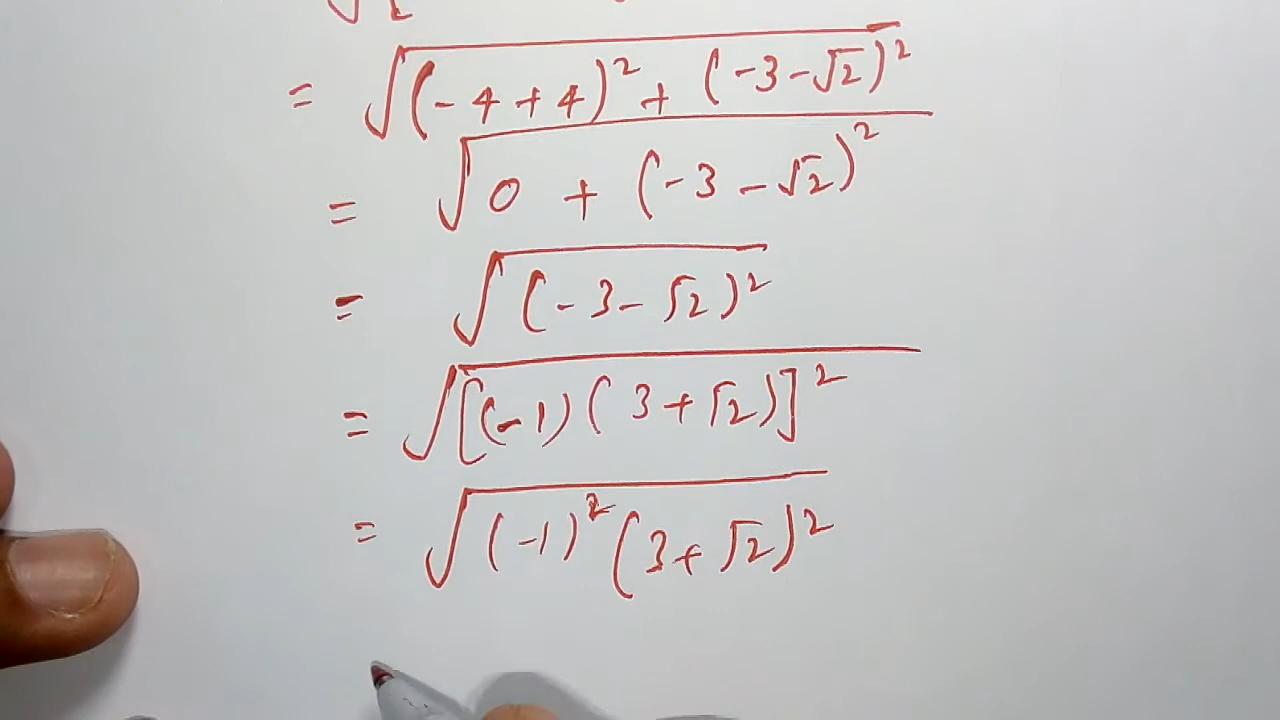 = √((-4+4)² + (-3-√2)²)
= √(0 + (-3-√2)²)
= √((-3-√2)²)
= √([(-1)(3+√2)]²)
= √((-1)²(3+√2)²)